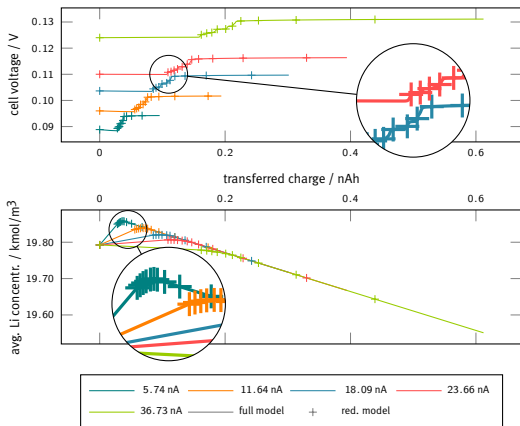 0.13
0.12
0.11
0.10
0.09
cell voltage / V
0 0.2 0.4 0.6
transferred charge / nAh
19.80
19.70
19.60
avg. Li concentr. / kmol/m³
0 0.2 0.4 0.6
5.74 nA 11.64 nA 18.09 nA 23.66 nA
36.73 nA full model red. model